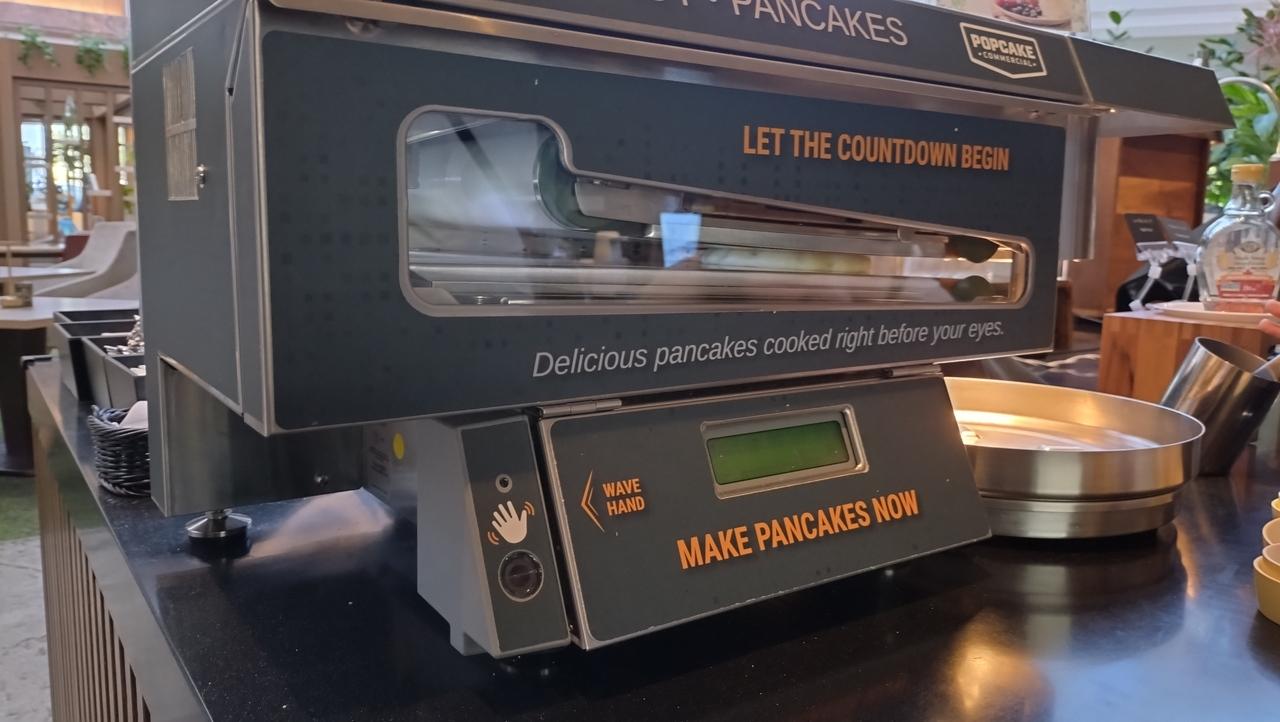 PANCAKES
POPCAKE
COMMERCIAL
LET THE COUNTDOWN BEGIN
Delicious pancakes cooked right before your eyes.
WAVE
HAND
MAKE PANCAKES NOW